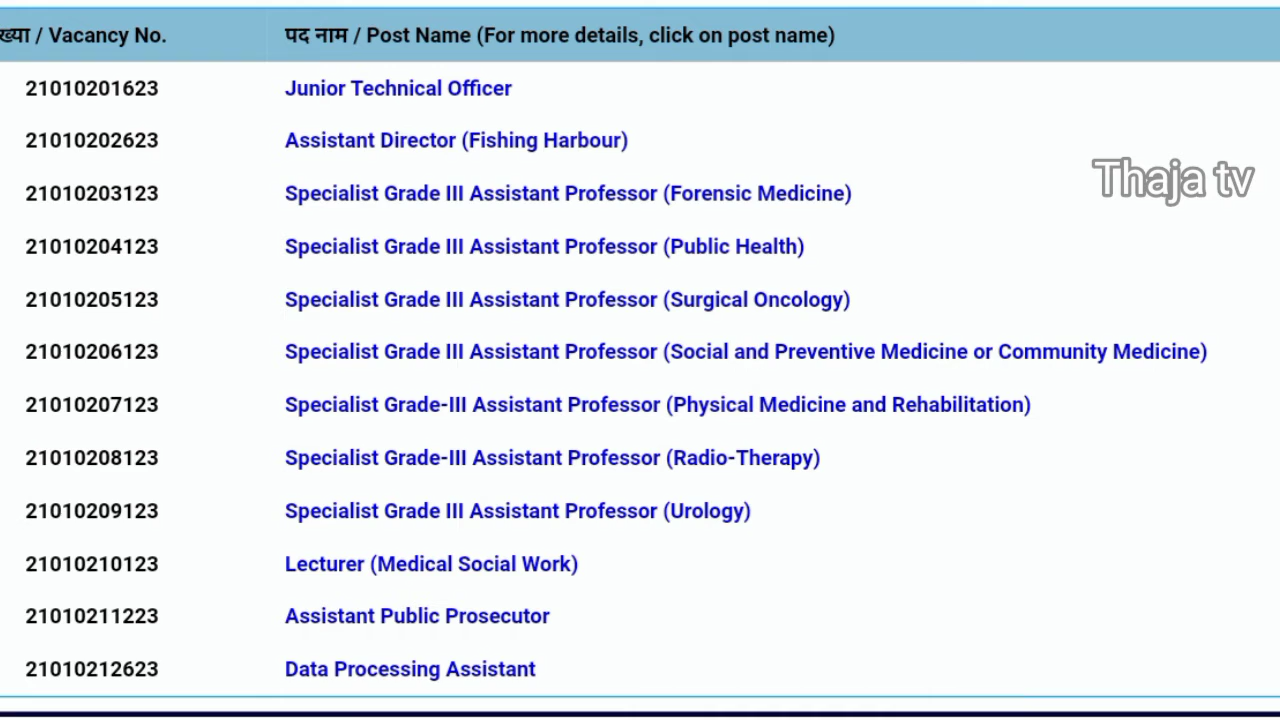 / Vacancy No. पद नाम / Post Name (For more details, click on post name)
21010201623 Junior Technical Officer
21010202623 Assistant Director (Fishing Harbour)
Thaja tv
21010203123 Specialist Grade III Assistant Professor (Forensic Medicine)
21010204123 Specialist Grade III Assistant Professor (Public Health)
21010205123 Specialist Grade III Assistant Professor (Surgical Oncology)
21010206123 Specialist Grade III Assistant Professor (Social and Preventive Medicine or Community Medicine)
21010207123 Specialist Grade-III Assistant Professor (Physical Medicine and Rehabilitation)
21010208123 Specialist Grade-III Assistant Professor (Radio-Therapy)
21010209123 Specialist Grade III Assistant Professor (Urology)
21010210123 Lecturer (Medical Social Work)
21010211223 Assistant Public Prosecutor
21010212623 Data Processing Assistant